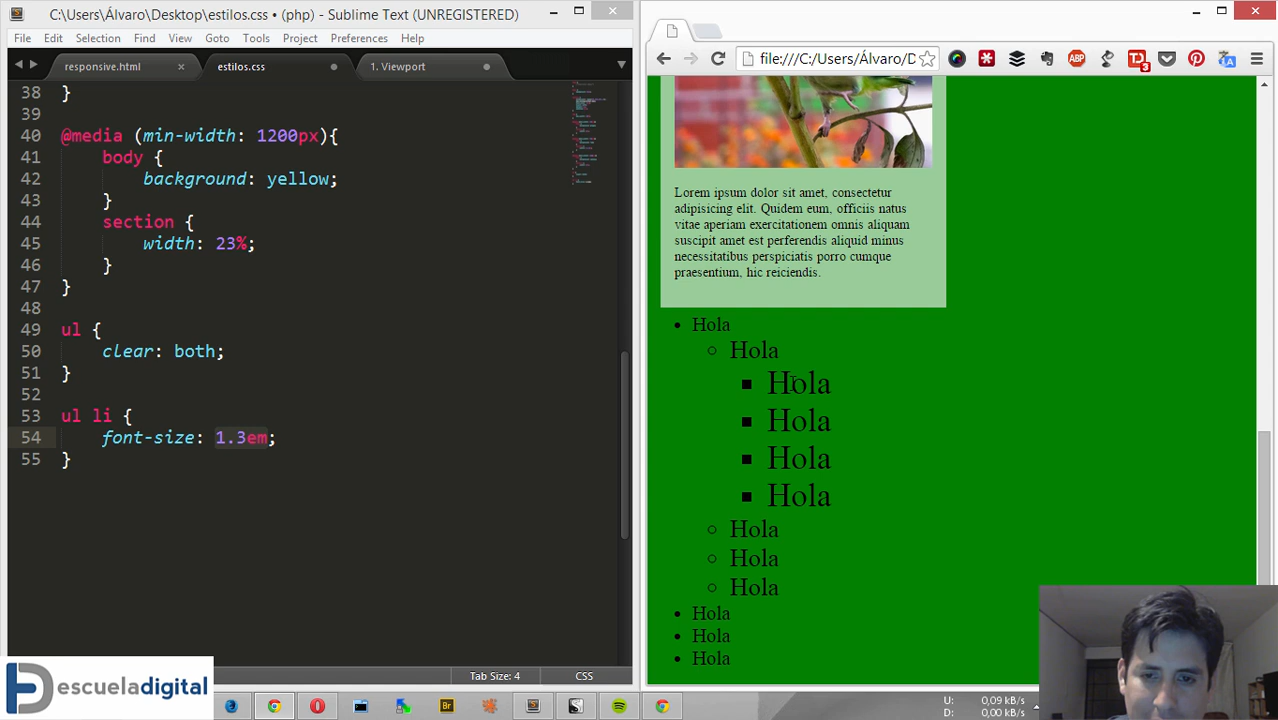 C:\Users\Álvaro\Desktop\estilos.css • (php) - Sublime Text (UNREGISTERED)
File Edit Selection Find View Goto Tools Project Preferences Help
responsive.html × estilos.css 1. Viewport
38 }
39
40 @media (min-width: 1200px){
41 body {
42 background: yellow;
43 }
44 section {
45 width: 23%;
46 }
47 }
48
49 ul {
50 clear: both;
51 }
52
53 ul li {
54 font-size: 1.3em;
55 }
Tab Size: 4 CSS
escueladigital
file:///C:/Users/Álvaro/D
ABP
3
Lorem ipsum dolor sit amet, consectetur
adipisicing elit. Quidem eum, officiis natus
vitae aperiam exercitationem omnis aliquam
suscipit amet est perferendis aliquid minus
necessitatibus perspiciatis porro cumque
praesentium, hic reiciendis.
Hola
Hola
Hola
Hola
Hola
Hola
Hola
Hola
Hola
Hola
Hola
Hola
Br
U: 0,09 kB/s
D: 0,00 kB/s